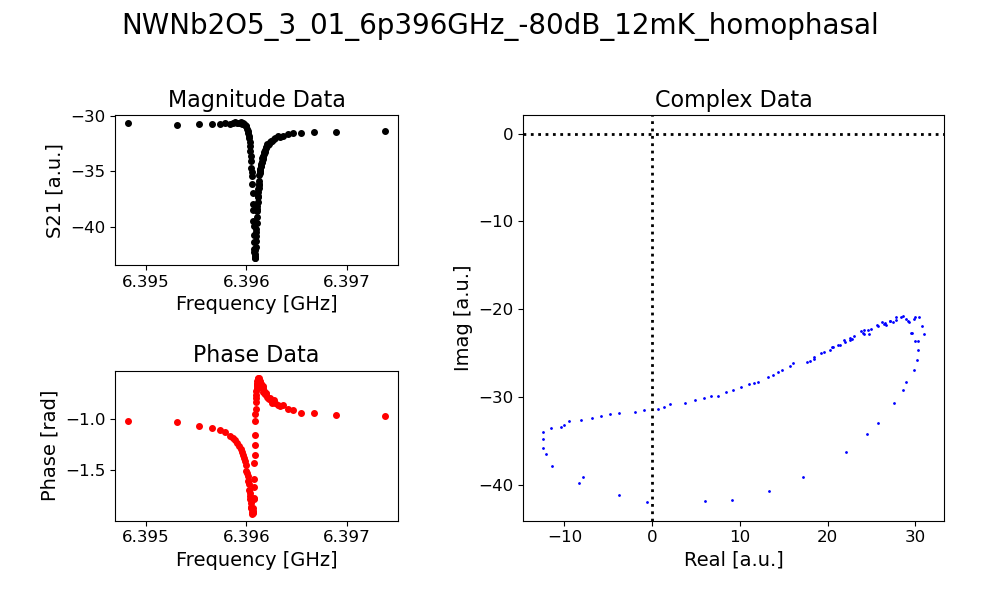 NWNb2O5_3_01_6p396GHz_-80dB_12mK_homophasal
Magnitude Data
S21 [a.u.]
−30
−35
−40
6.395 6.396 6.397
Frequency [GHz]
Phase Data
Phase [rad]
−1.0
−1.5
6.395 6.396 6.397
Frequency [GHz]
Complex Data
Imag [a.u.]
0
−10
−20
−30
−40
−10 0 10 20 30
Real [a.u.]